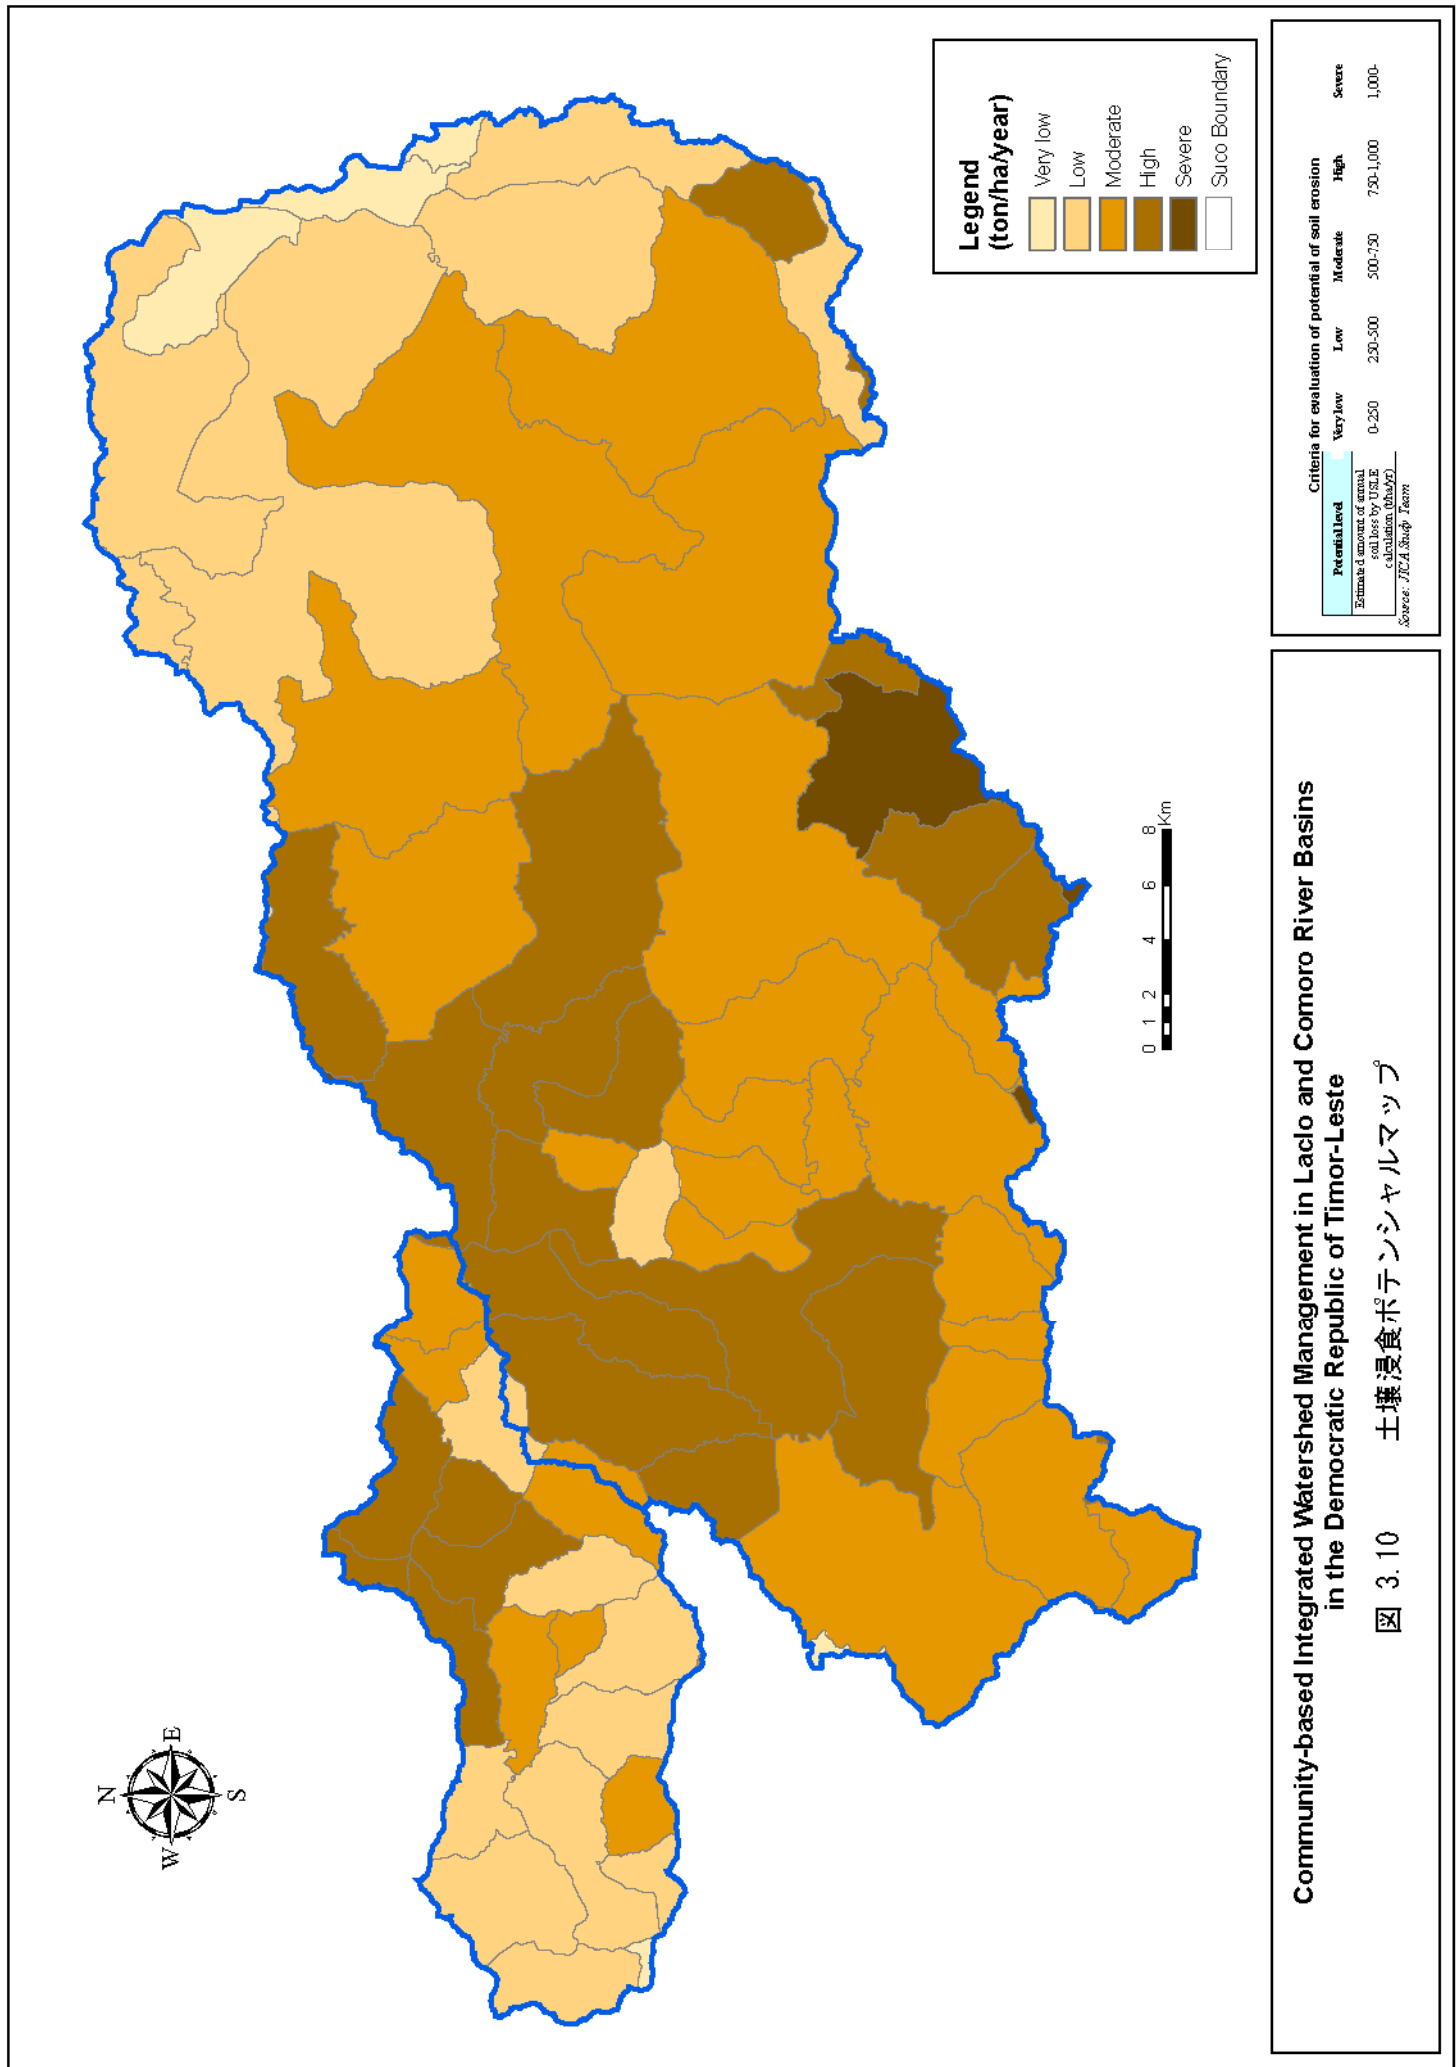 N
W
E
S
Legend
(ton/ha/year)
Very low
Low
Moderate
High
Severe
Suco Boundary
0 1 2 4 6 8
Km
Community-based Integrated Watershed Management in Laclo and Comoro River Basins
in the Democratic Republic of Timor-Leste
図 3.10 土壌浸食ポテンシャルマップ
Criteria for evaluation of potential of soil erosion
Potential level Very low Low Moderate High Severe
Estimated amount of annual
soil loss by USLE 0-250 250-500 500-750 750-1,000 1,000-
calculation (t/ha/yr)
Source: JICA Study Team